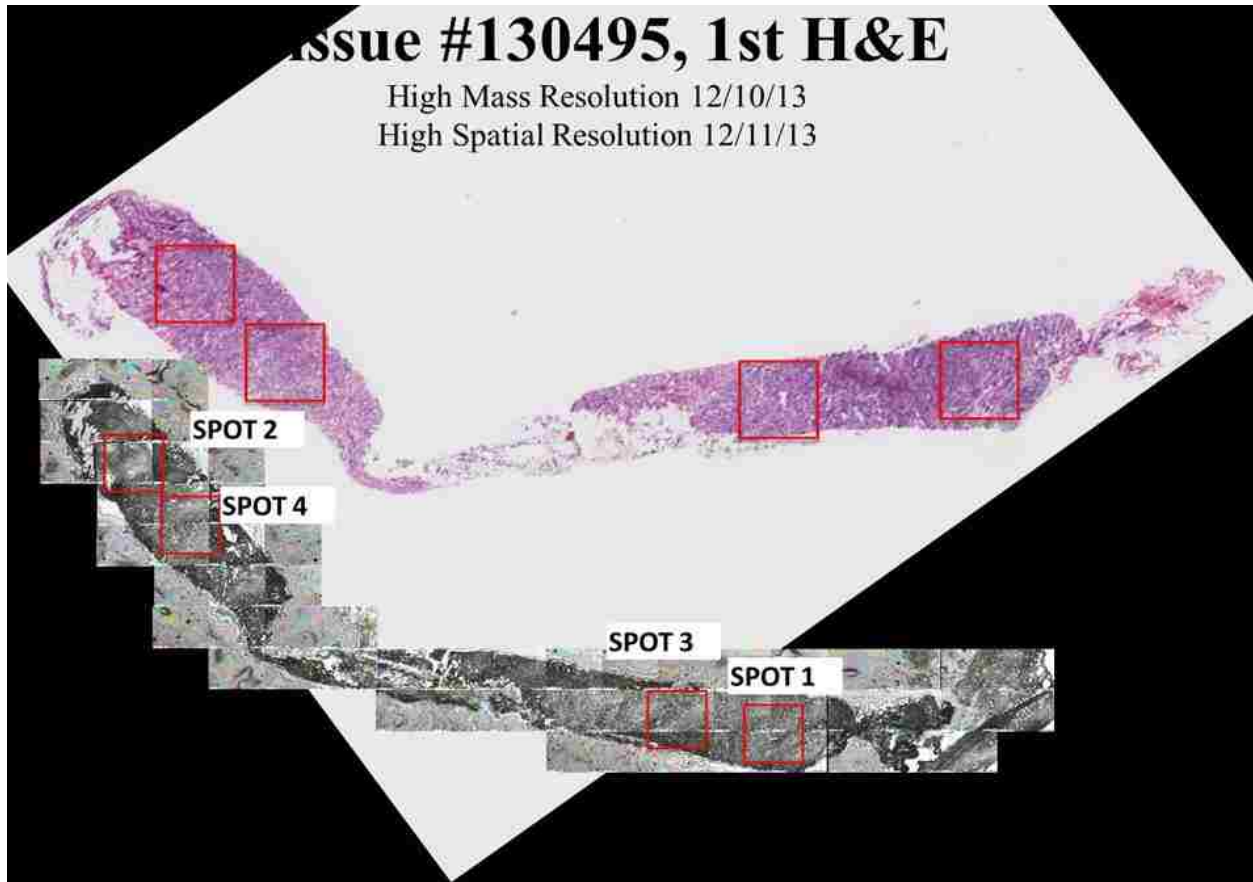 issue #130495, 1st H&E
High Mass Resolution 12/10/13
High Spatial Resolution 12/11/13
SPOT 2
SPOT 4
SPOT 3
SPOT 1